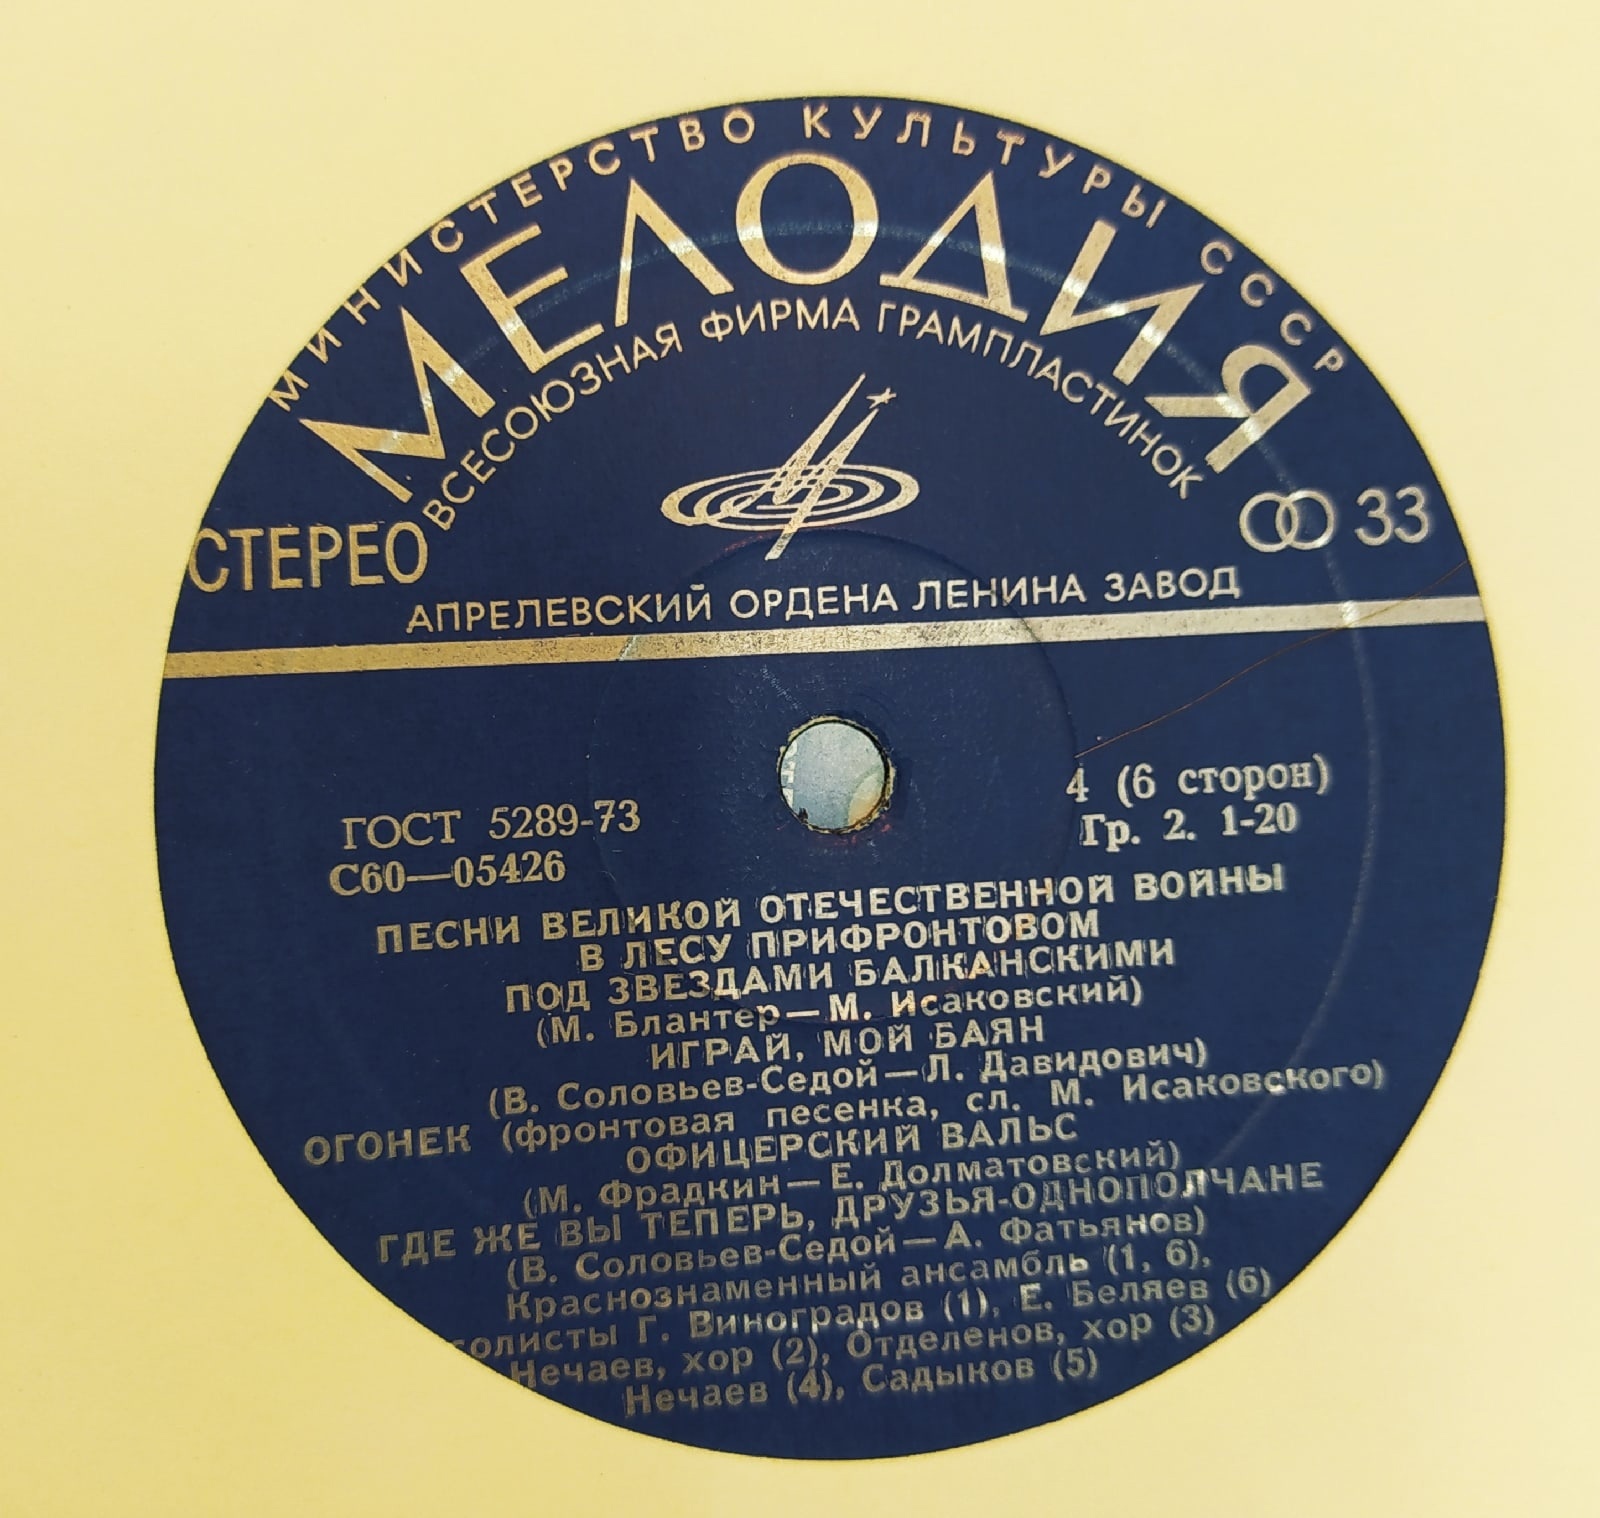 МИНИСТЕРСТВО КУЛЬТУРЫ СССР
МЕЛОДИЯ
ВСЕСОЮЗНАЯ ФИРМА ГРАМПЛАСТИНОК
СТЕРЕО
33
АПРЕЛЕВСКИЙ ОРДЕНА ЛЕНИНА ЗАВОД
ГОСТ 5289-73
С60—05426
4 (6 сторон)
Гр. 2. 1-20
ПЕСНИ ВЕЛИКОЙ ОТЕЧЕСТВЕННОЙ ВОЙНЫ
В ЛЕСУ ПРИФРОНТОВОМ
ПОД ЗВЕЗДАМИ БАЛКАНСКИМИ
(М. Блантер—М. Исаковский)
ИГРАЙ, МОЙ БАЯН
(В. Соловьев-Седой—Л. Давидович)
ОГОНЕК (фронтовая песенка, сл. М. Исаковского)
ОФИЦЕРСКИЙ ВАЛЬС
(М. Фрадкин—Е. Долматовский)
ГДЕ ЖЕ ВЫ ТЕПЕРЬ, ДРУЗЬЯ-ОДНОПОЛЧАНЕ
(В. Соловьев-Седой—А. Фатьянов)
Краснознаменный ансамбль (1, 6),
солисты Г. Виноградов (1), Е. Беляев (6)
Нечаев, хор (2), Отделенов, хор (3)
Нечаев (4), Садыков (5)